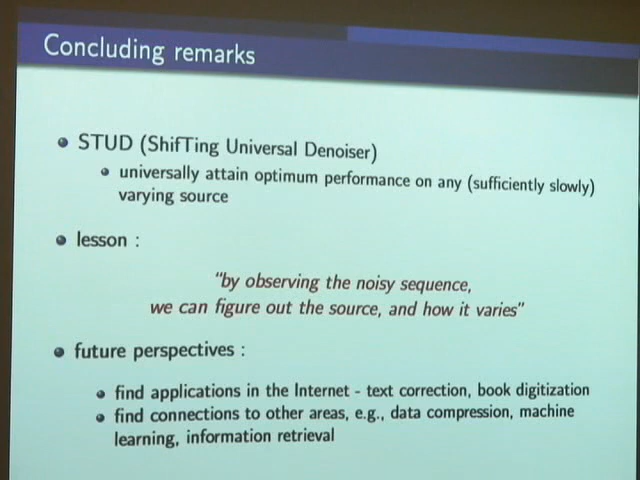 Concluding remarks
STUD (ShifTing Universal Denoiser)
universally attain optimum performance on any (sufficiently slowly)
varying source
lesson :
"by observing the noisy sequence,
we can figure out the source, and how it varies"
future perspectives :
find applications in the Internet - text correction, book digitization
find connections to other areas, e.g., data compression, machine
learning, information retrieval